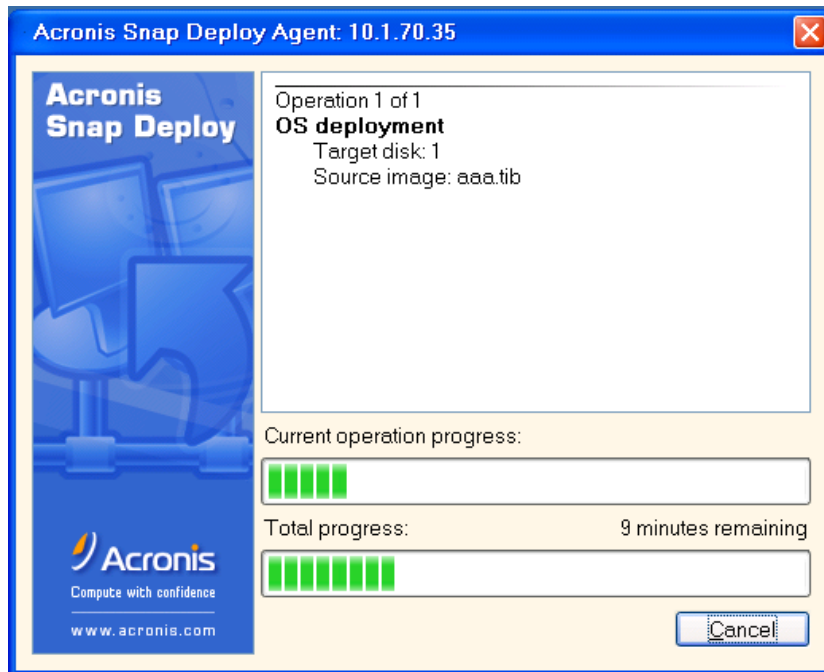 Acronis Snap Deploy Agent: 10.1.70.35
Acronis
Snap Deploy
Operation 1 of 1
OS deployment
Target disk: 1
Source image: aaa.tib
Current operation progress:
Total progress:
9 minutes remaining
Acronis
Compute with confidence
www.acronis.com
Cancel